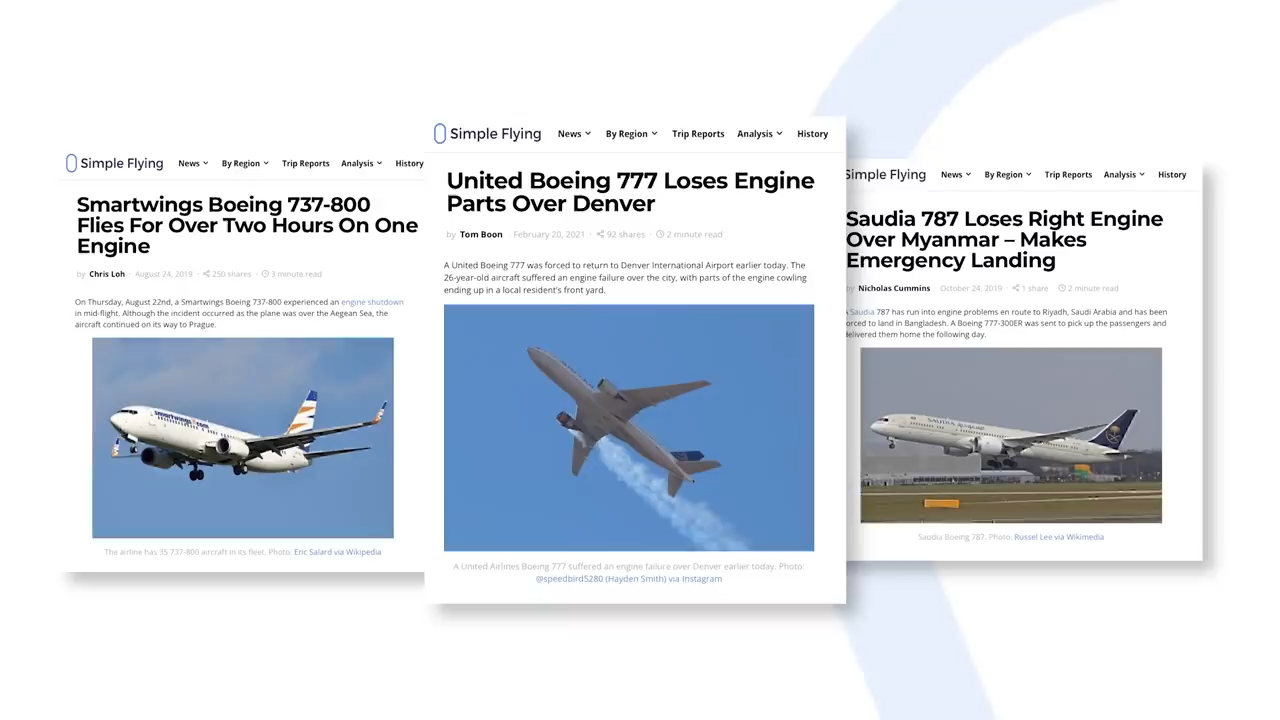 Simple Flying News By Region Trip Reports Analysis History
Smartwings Boeing 737-800
Flies For Over Two Hours On One
Engine
by Chris Loh · August 24, 2019 · 250 shares · 3 minute read
On Thursday, August 22nd, a Smartwings Boeing 737-800 experienced an engine shutdown
in mid-flight. Although the incident occurred as the plane was over the Aegean Sea, the
aircraft continued on its way to Prague.
smartwings.com
The airline has 35 737-800 aircraft in its fleet. Photo: Eric Salard via Wikipedia
Simple Flying News By Region Trip Reports Analysis History
United Boeing 777 Loses Engine
Parts Over Denver
by Tom Boon February 20, 2021 · 92 shares · 2 minute read
A United Boeing 777 was forced to return to Denver International Airport earlier today. The
26-year-old aircraft suffered an engine failure over the city, with parts of the engine cowling
ending up in a local resident's front yard.
A United Airlines Boeing 777 suffered an engine failure over Denver earlier today. Photo:
@speedbird5280 (Hayden Smith) via Instagram
Simple Flying News By Region Trip Reports Analysis History
Saudia 787 Loses Right Engine
Over Myanmar – Makes
Emergency Landing
by Nicholas Cummins October 24, 2019 · 1 share · 2 minute read
Saudia 787 has run into engine problems en route to Riyadh, Saudi Arabia and has been
orced to land in Bangladesh. A Boeing 777-300ER was sent to pick up the passengers and
delivered them home the following day.
SAUDIA
Saudia Boeing 787. Photo: Russel Lee via Wikimedia